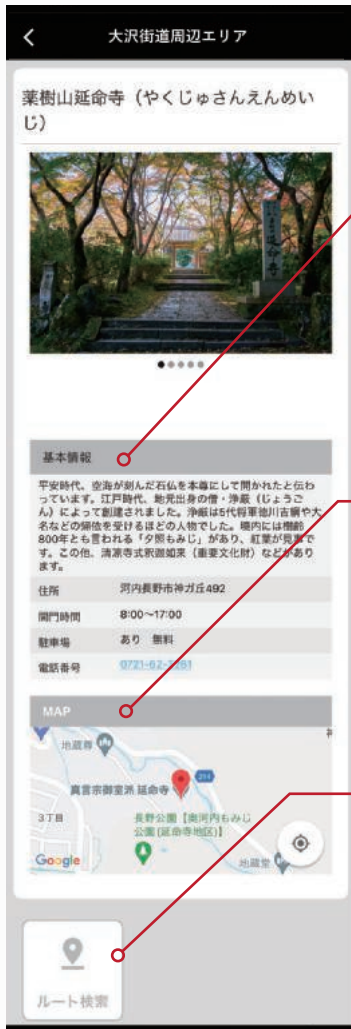 大沢街道周辺エリア
薬樹山延命寺（やくじゅさんえんめい
じ）
延命寺
基本情報
平安時代、空海が刻んだ石仏を本尊にして開かれたと伝わ
っています。江戸時代、地元出身の僧・浄厳（じょうご
ん）によって創建されました。浄厳は5代将軍徳川吉綱や大
名などの帰依を受けるほどの人物でした。境内には樹齢
800年とも言われる「夕照もみじ」があり、紅葉が見事で
す。この他、清凉寺式釈迦如来（重要文化財）などがあり
ます。
住所 河内長野市神ガ丘492
開門時間 8:00〜17:00
駐車場 あり 無料
電話番号
MAP
地蔵尊
214
真言宗御室派 延命寺
3丁目
長野公園【奥河内もみじ
公園(延命寺地区)】
地蔵堂
Google
ルート検索